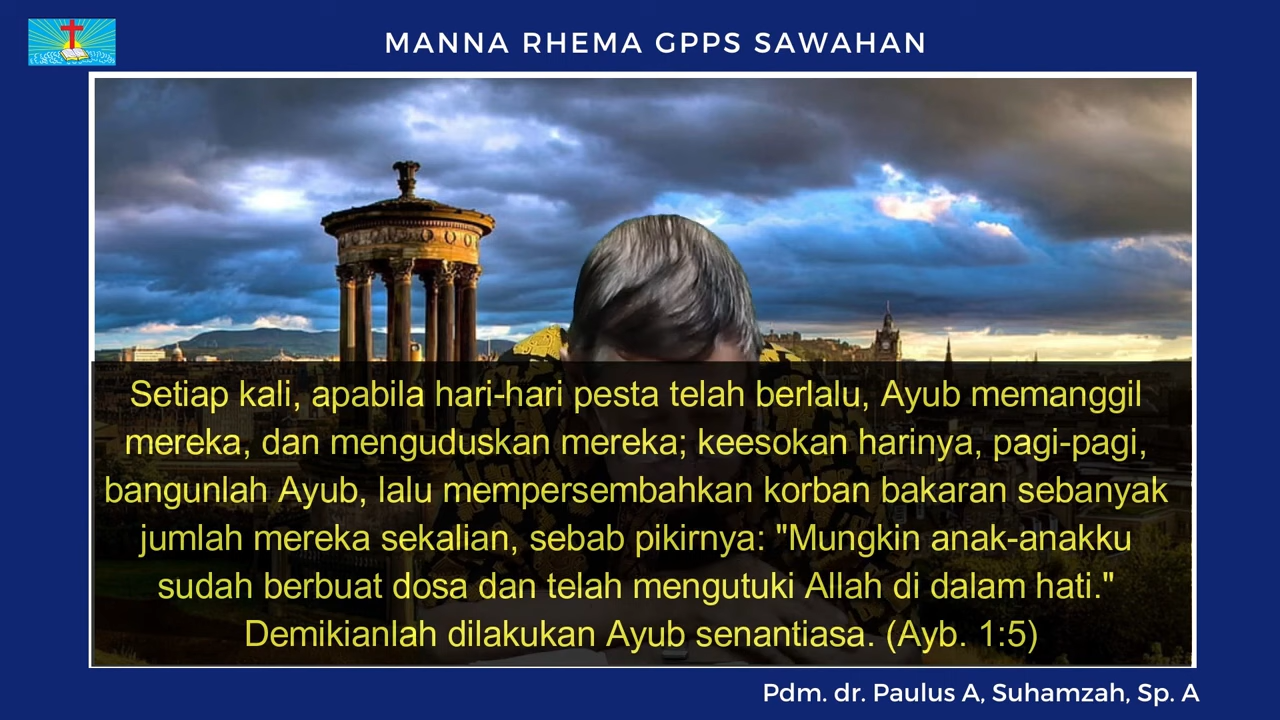 MANNA RHEMA GPPS SAWAHAN
Setiap kali, apabila hari-hari pesta telah berlalu, Ayub memanggil
mereka, dan menguduskan mereka; keesokan harinya, pagi-pagi,
bangunlah Ayub, lalu mempersembahkan korban bakaran sebanyak
jumlah mereka sekalian, sebab pikirnya: "Mungkin anak-anakku
sudah berbuat dosa dan telah mengutuki Allah di dalam hati."
Demikianlah dilakukan Ayub senantiasa. (Ayb. 1:5)
Pdm. dr. Paulus A, Suhamzah, Sp. A